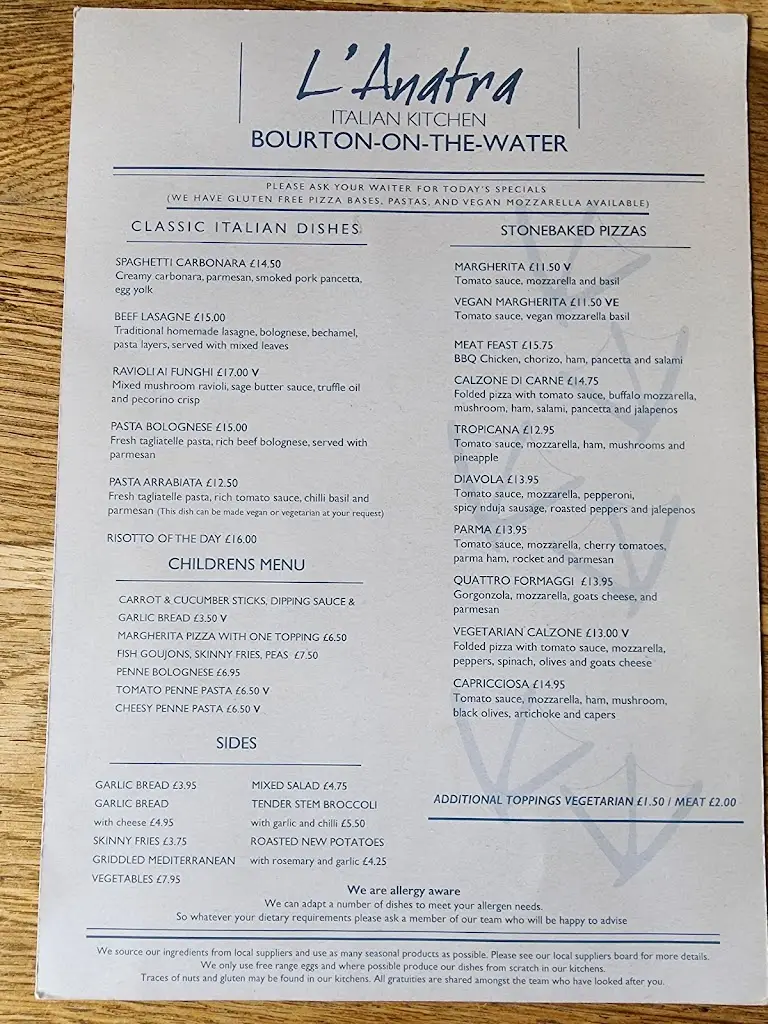 L'Anatra
ITALIAN KITCHEN
BOURTON-ON-THE-WATER
PLEASE ASK YOUR WAITER FOR TODAY'S SPECIALS
(WE HAVE GLUTEN FREE PIZZA BASES, PASTAS, AND VEGAN MOZZARELLA AVAILABLE)
CLASSIC ITALIAN DISHES
SPAGHETTI CARBONARA £14.50
Creamy carbonara, parmesan, smoked pork pancetta,
egg yolk
BEEF LASAGNE £15.00
Traditional homemade lasagne, bolognese, bechamel,
pasta layers, served with mixed leaves
RAVIOLI AI FUNGHI £17.00 V
Mixed mushroom ravioli, sage butter sauce, truffle oil
and pecorino crisp
PASTA BOLOGNESE £15.00
Fresh tagliatelle pasta, rich beef bolognese, served with
parmesan
PASTA ARRABIATA £12.50
Fresh tagliatelle pasta, rich tomato sauce, chilli basil and
parmesan (This dish can be made vegan or vegetarian at your request)
RISOTTO OF THE DAY £16.00
CHILDRENS MENU
CARROT & CUCUMBER STICKS, DIPPING SAUCE &
GARLIC BREAD £3.50 V
MARGHERITA PIZZA WITH ONE TOPPING £6.50
FISH GOUJONS, SKINNY FRIES, PEAS £7.50
PENNE BOLOGNESE £6.95
TOMATO PENNE PASTA £6.50 V
CHEESY PENNE PASTA £6.50 V
SIDES
GARLIC BREAD £3.95
GARLIC BREAD
with cheese £4.95
SKINNY FRIES £3.75
GRIDDLED MEDITERRANEAN
VEGETABLES £7.95
MIXED SALAD £4.75
TENDER STEM BROCCOLI
with garlic and chilli £5.50
ROASTED NEW POTATOES
with rosemary and garlic £4.25
STONEBAKED PIZZAS
MARGHERITA £11.50 V
Tomato sauce, mozzarella and basil
VEGAN MARGHERITA £11.50 VE
Tomato sauce, vegan mozzarella basil
MEAT FEAST £15.75
BBQ Chicken, chorizo, ham, pancetta and salami
CALZONE DI CARNE £14.75
Folded pizza with tomato sauce, buffalo mozzarella,
mushroom, ham, salami, pancetta and jalapenos
TROPICANA £12.95
Tomato sauce, mozzarella, ham, mushrooms and
pineapple
DIAVOLA £13.95
Tomato sauce, mozzarella, pepperoni,
spicy nduja sausage, roasted peppers and jalepenos
PARMA £13.95
Tomato sauce, mozzarella, cherry tomatoes,
parma ham, rocket and parmesan
QUATTRO FORMAGGI £13.95
Gorgonzola, mozzarella, goats cheese, and
parmesan
VEGETARIAN CALZONE £13.00 V
Folded pizza with tomato sauce, mozzarella,
peppers, spinach, olives and goats cheese
CAPRICCIOSA £14.95
Tomato sauce, mozzarella, ham, mushroom,
black olives, artichoke and capers
ADDITIONAL TOPPINGS VEGETARIAN £1.50 / MEAT £2.00
We are allergy aware
We can adapt a number of dishes to meet your allergen needs.
So whatever your dietary requirements please ask a member of our team who will be happy to advise
We source our ingredients from local suppliers and use as many seasonal products as possible. Please see our local suppliers board for more details.
We only use free range eggs and where possible produce our dishes from scratch in our kitchens.
Traces of nuts and gluten may be found in our kitchens. All gratuities are shared amongst the team who have looked after you.